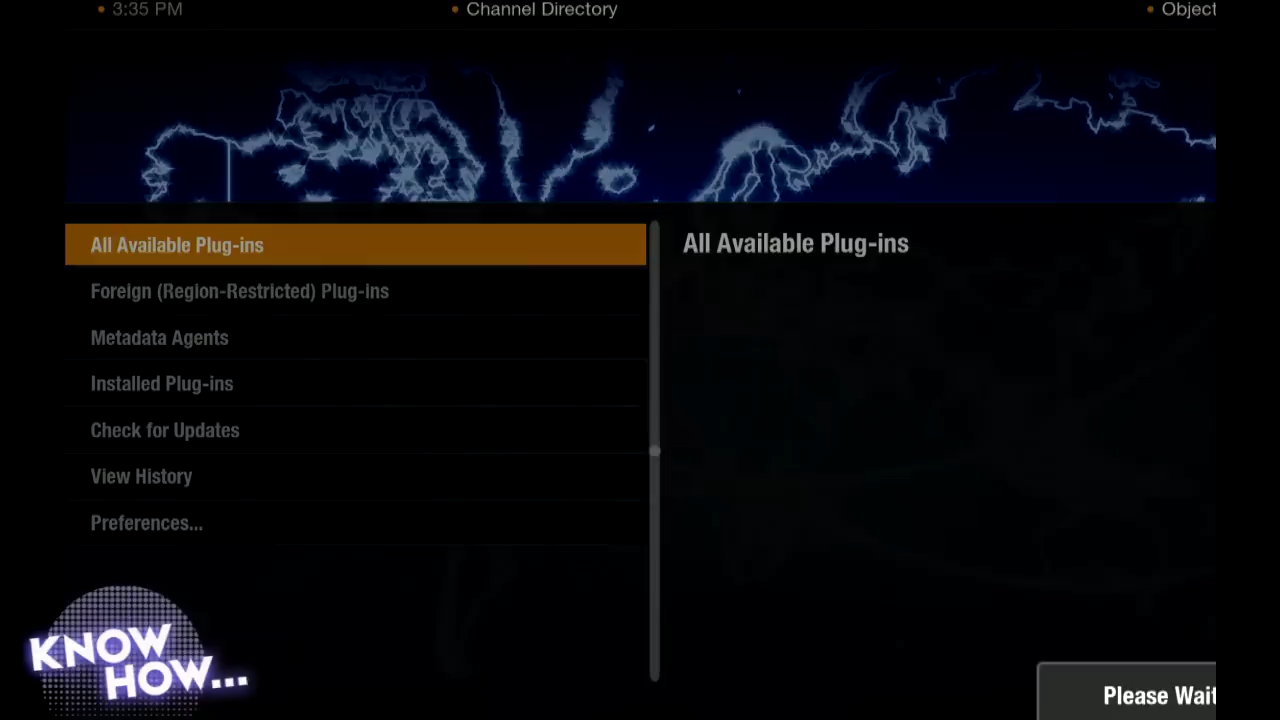 3:35 PM
Channel Directory
Object
All Available Plug-ins
All Available Plug-ins
Foreign (Region-Restricted) Plug-ins
Metadata Agents
Installed Plug-ins
Check for Updates
View History
Preferences...
KNOW
HOW...
Please Wait